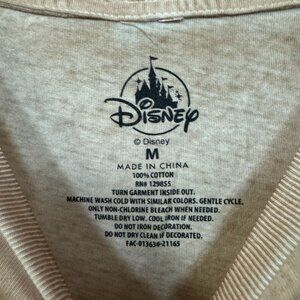 Disney
© Disney
M
MADE IN CHINA
100% COTTON
RN# 129855
TURN GARMENT INSIDE OUT.
MACHINE WASH COLD WITH SIMILAR COLORS. GENTLE CYCLE.
ONLY NON-CHLORINE BLEACH WHEN NEEDED.
TUMBLE DRY LOW. COOL IRON IF NEEDED.
DO NOT IRON DECORATION.
DO NOT DRY CLEAN IF DECORATED.
FAC-013634-21165